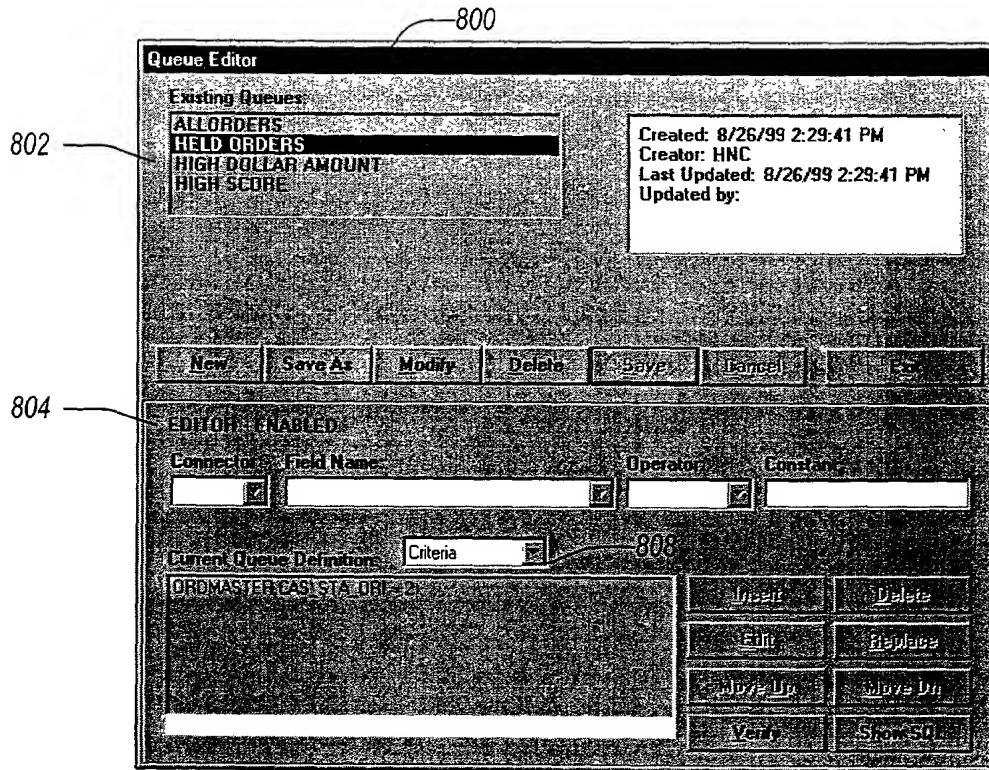 800
Queue Editor
Existing Queues:
802
ALLORDERS
HELD ORDERS
HIGH DOLLAR AMOUNT
HIGH SCORE
Created: 8/26/99 2:29:41 PM
Creator: HNC
Last Updated: 8/26/99 2:29:41 PM
Updated by:
New Save As Modify Delete Save Cancel Exit
804
EDITOR - ENABLED
Connector: Field Name: Operator: Constant:
Current Queue Definition: Criteria 808
Insert Delete
Edit Replace
Move Up Move Dn
Verify Show SQL